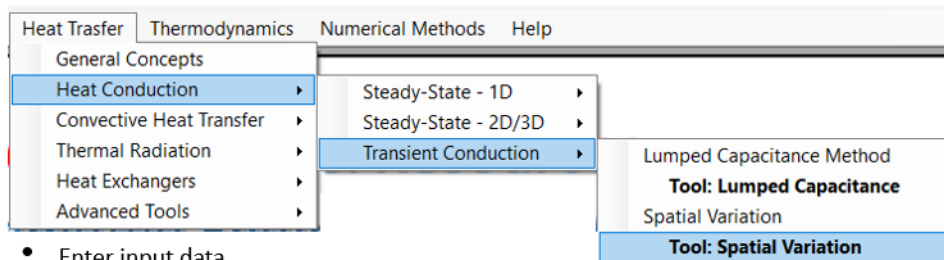 Heat Trasfer Thermodynamics Numerical Methods Help
General Concepts
Heat Conduction
Convective Heat Transfer
Thermal Radiation
Heat Exchangers
Advanced Tools
Steady-State - 1D
Steady-State - 2D/3D
Transient Conduction
Lumped Capacitance Method
Tool: Lumped Capacitance
Spatial Variation
Tool: Spatial Variation
• Enter input data